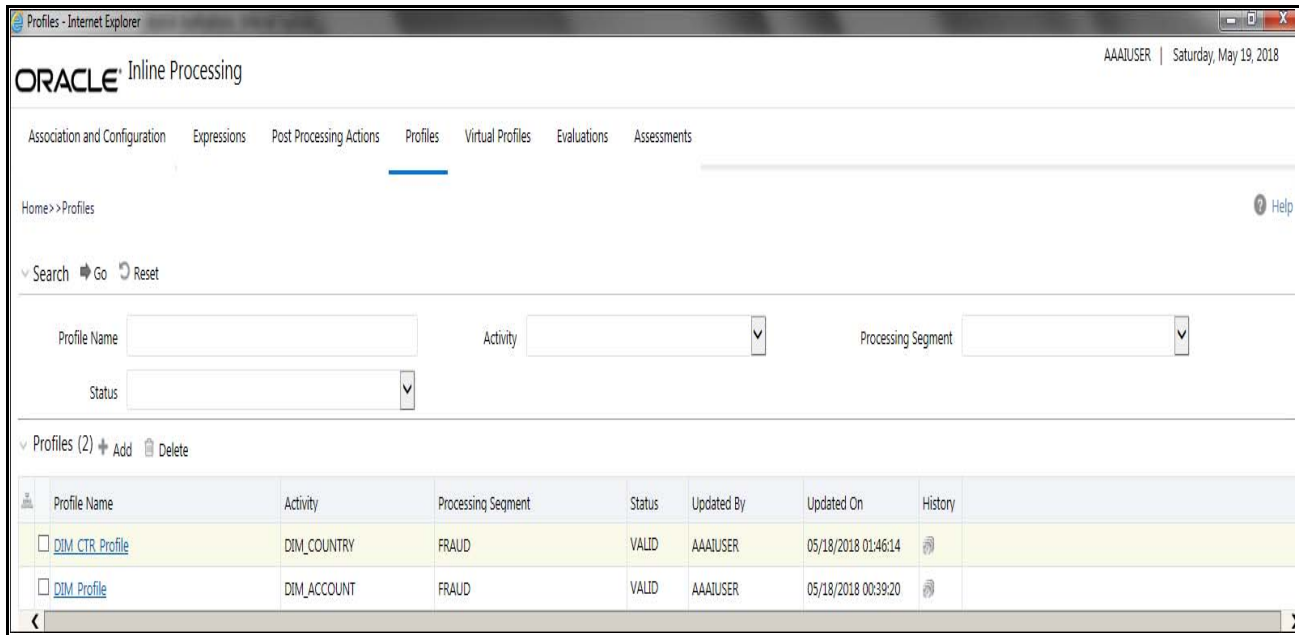 Profiles - Internet Explorer
ORACLE® Inline Processing
AAAIUSER | Saturday, May 19, 2018
Association and Configuration Expressions Post Processing Actions Profiles Virtual Profiles Evaluations Assessments
Home>>Profiles
Help
Search Go Reset
Profile Name Activity Processing Segment
Status
Profiles (2) Add Delete
Profile Name Activity Processing Segment Status Updated By Updated On History
DIM CTR Profile DIM_COUNTRY FRAUD VALID AAAIUSER 05/18/2018 01:46:14
DIM Profile DIM_ACCOUNT FRAUD VALID AAAIUSER 05/18/2018 00:39:20